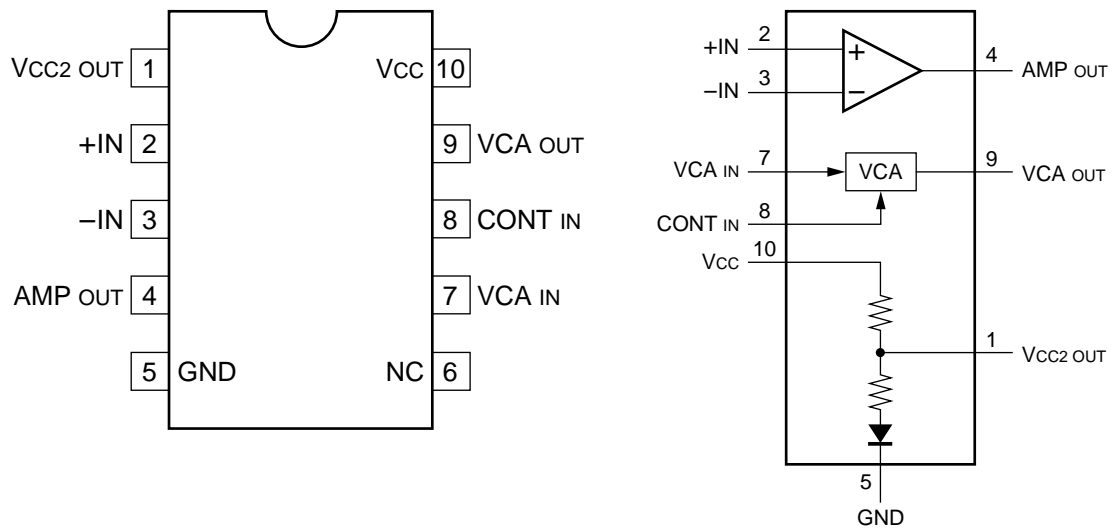 VCC2 OUT 1
+IN 2
–IN 3
AMP OUT 4
5 GND
VCC 10
9 VCA OUT
8 CONT IN
7 VCA IN
NC 6
+IN 2
–IN 3
+
–
4 AMP OUT
VCA IN 7
VCA
9 VCA OUT
CONT IN 8
VCC 10
1 VCC2 OUT
5
GND